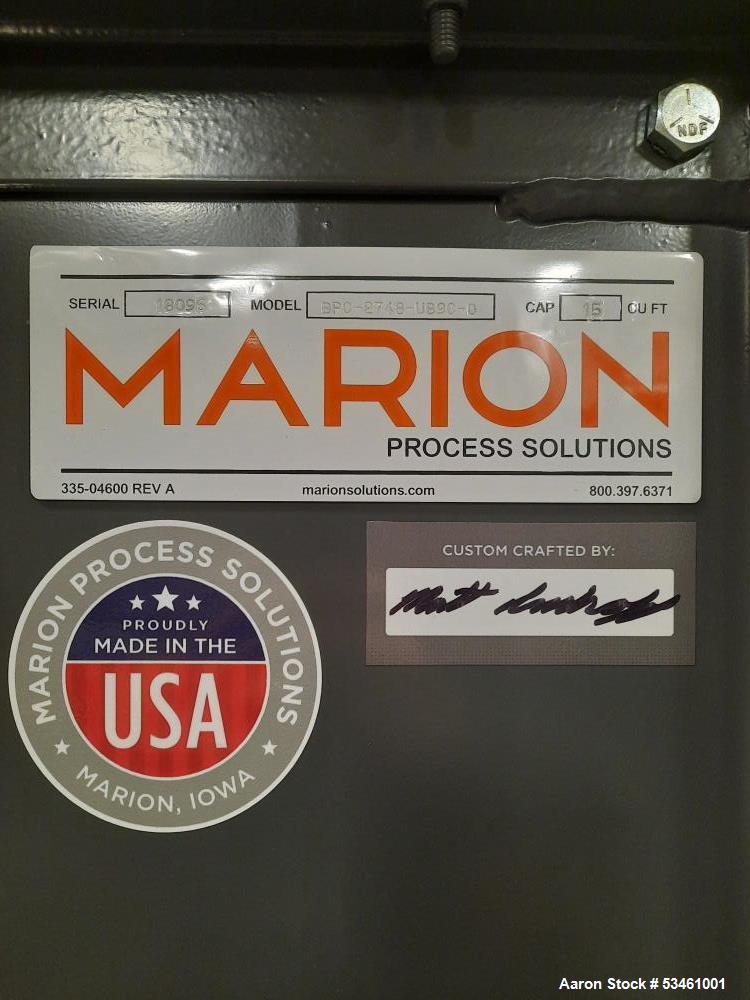 NDF
SERIAL 18096 MODEL BPC-2748-U89C-D CAP 15 CU FT
MARION
PROCESS SOLUTIONS
335-04600 REV A marionsolutions.com 800.397.6371
CUSTOM CRAFTED BY:
Matt
MARION PROCESS SOLUTIONS
PROUDLY
MADE IN THE
USA
MARION, IOWA
Aaron Stock # 53461001